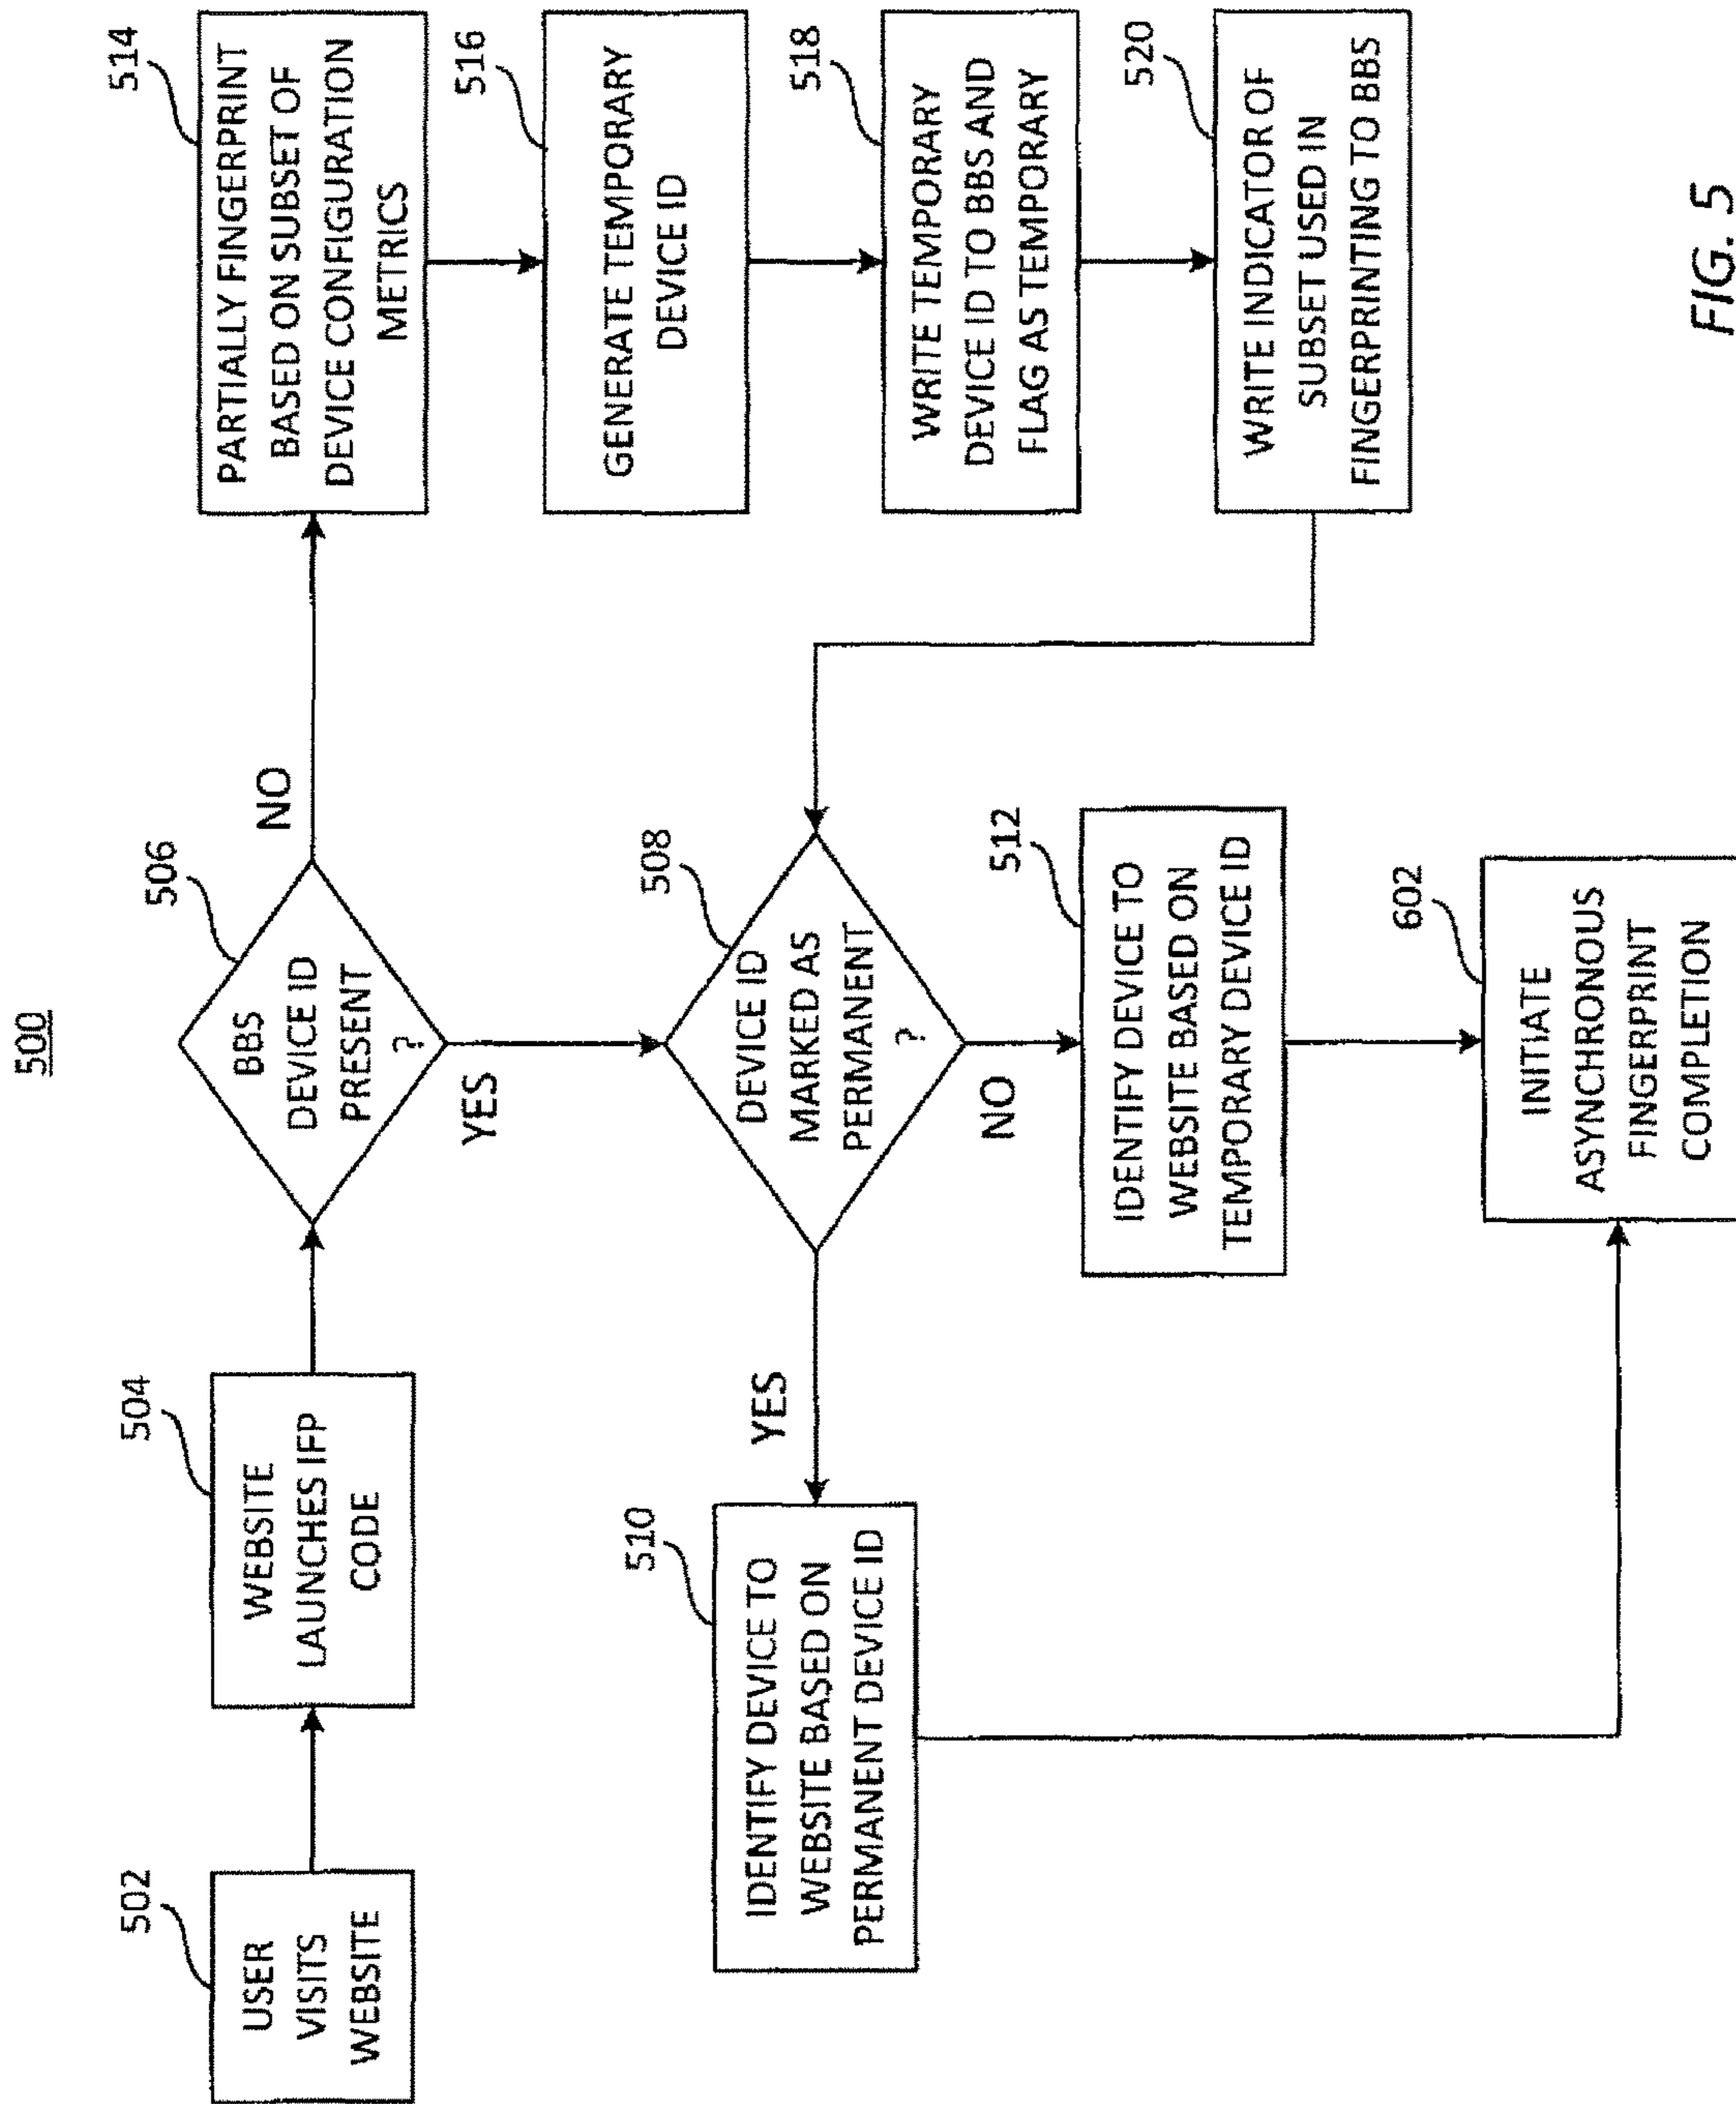 500
502
USER
VISITS
WEBSITE
504
WEBSITE
LAUNCHES IFP
CODE
506
BBS
DEVICE ID
PRESENT
?
NO
YES
514
PARTIALLY FINGERPRINT
BASED ON SUBSET OF
DEVICE CONFIGURATION
METRICS
516
GENERATE TEMPORARY
DEVICE ID
518
WRITE TEMPORARY
DEVICE ID TO BBS AND
FLAG AS TEMPORARY
520
WRITE INDICATOR OF
SUBSET USED IN
FINGERPRINTING TO BBS
508
DEVICE ID
MARKED AS
PERMANENT
?
YES
NO
510
IDENTIFY DEVICE TO
WEBSITE BASED ON
PERMANENT DEVICE ID
512
IDENTIFY DEVICE TO
WEBSITE BASED ON
TEMPORARY DEVICE ID
602
INITIATE
ASYNCHRONOUS
FINGERPRINT
COMPLETION
FIG. 5